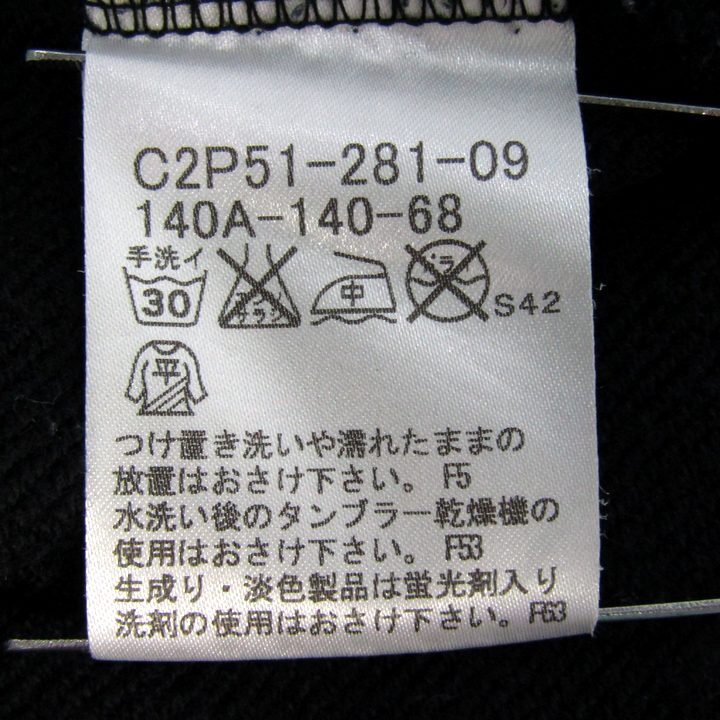 C2P51-281-09
140A-140-68
手洗イ
30
エンソ
サラシ
中
ドライ
S42
平
つけ置き洗いや濡れたままの
放置はおさけ下さい。 F5
水洗い後のタンブラー乾燥機の
使用はおさけ下さい。 F53
生成り・淡色製品は蛍光剤入り
洗剤の使用はおさけ下さい。F63